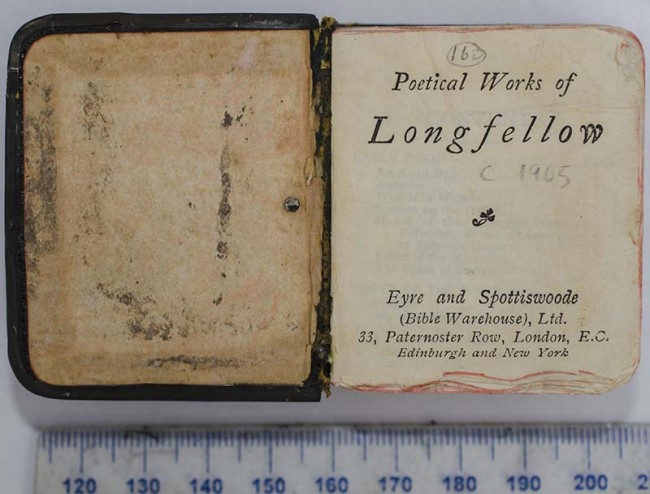 Poetical Works of
Longfellow
C 1905
Eyre and Spottiswoode
(Bible Warehouse), Ltd.
33, Paternoster Row, London, E.C.
Edinburgh and New York
120 130 140 150 160 170 180 190 200